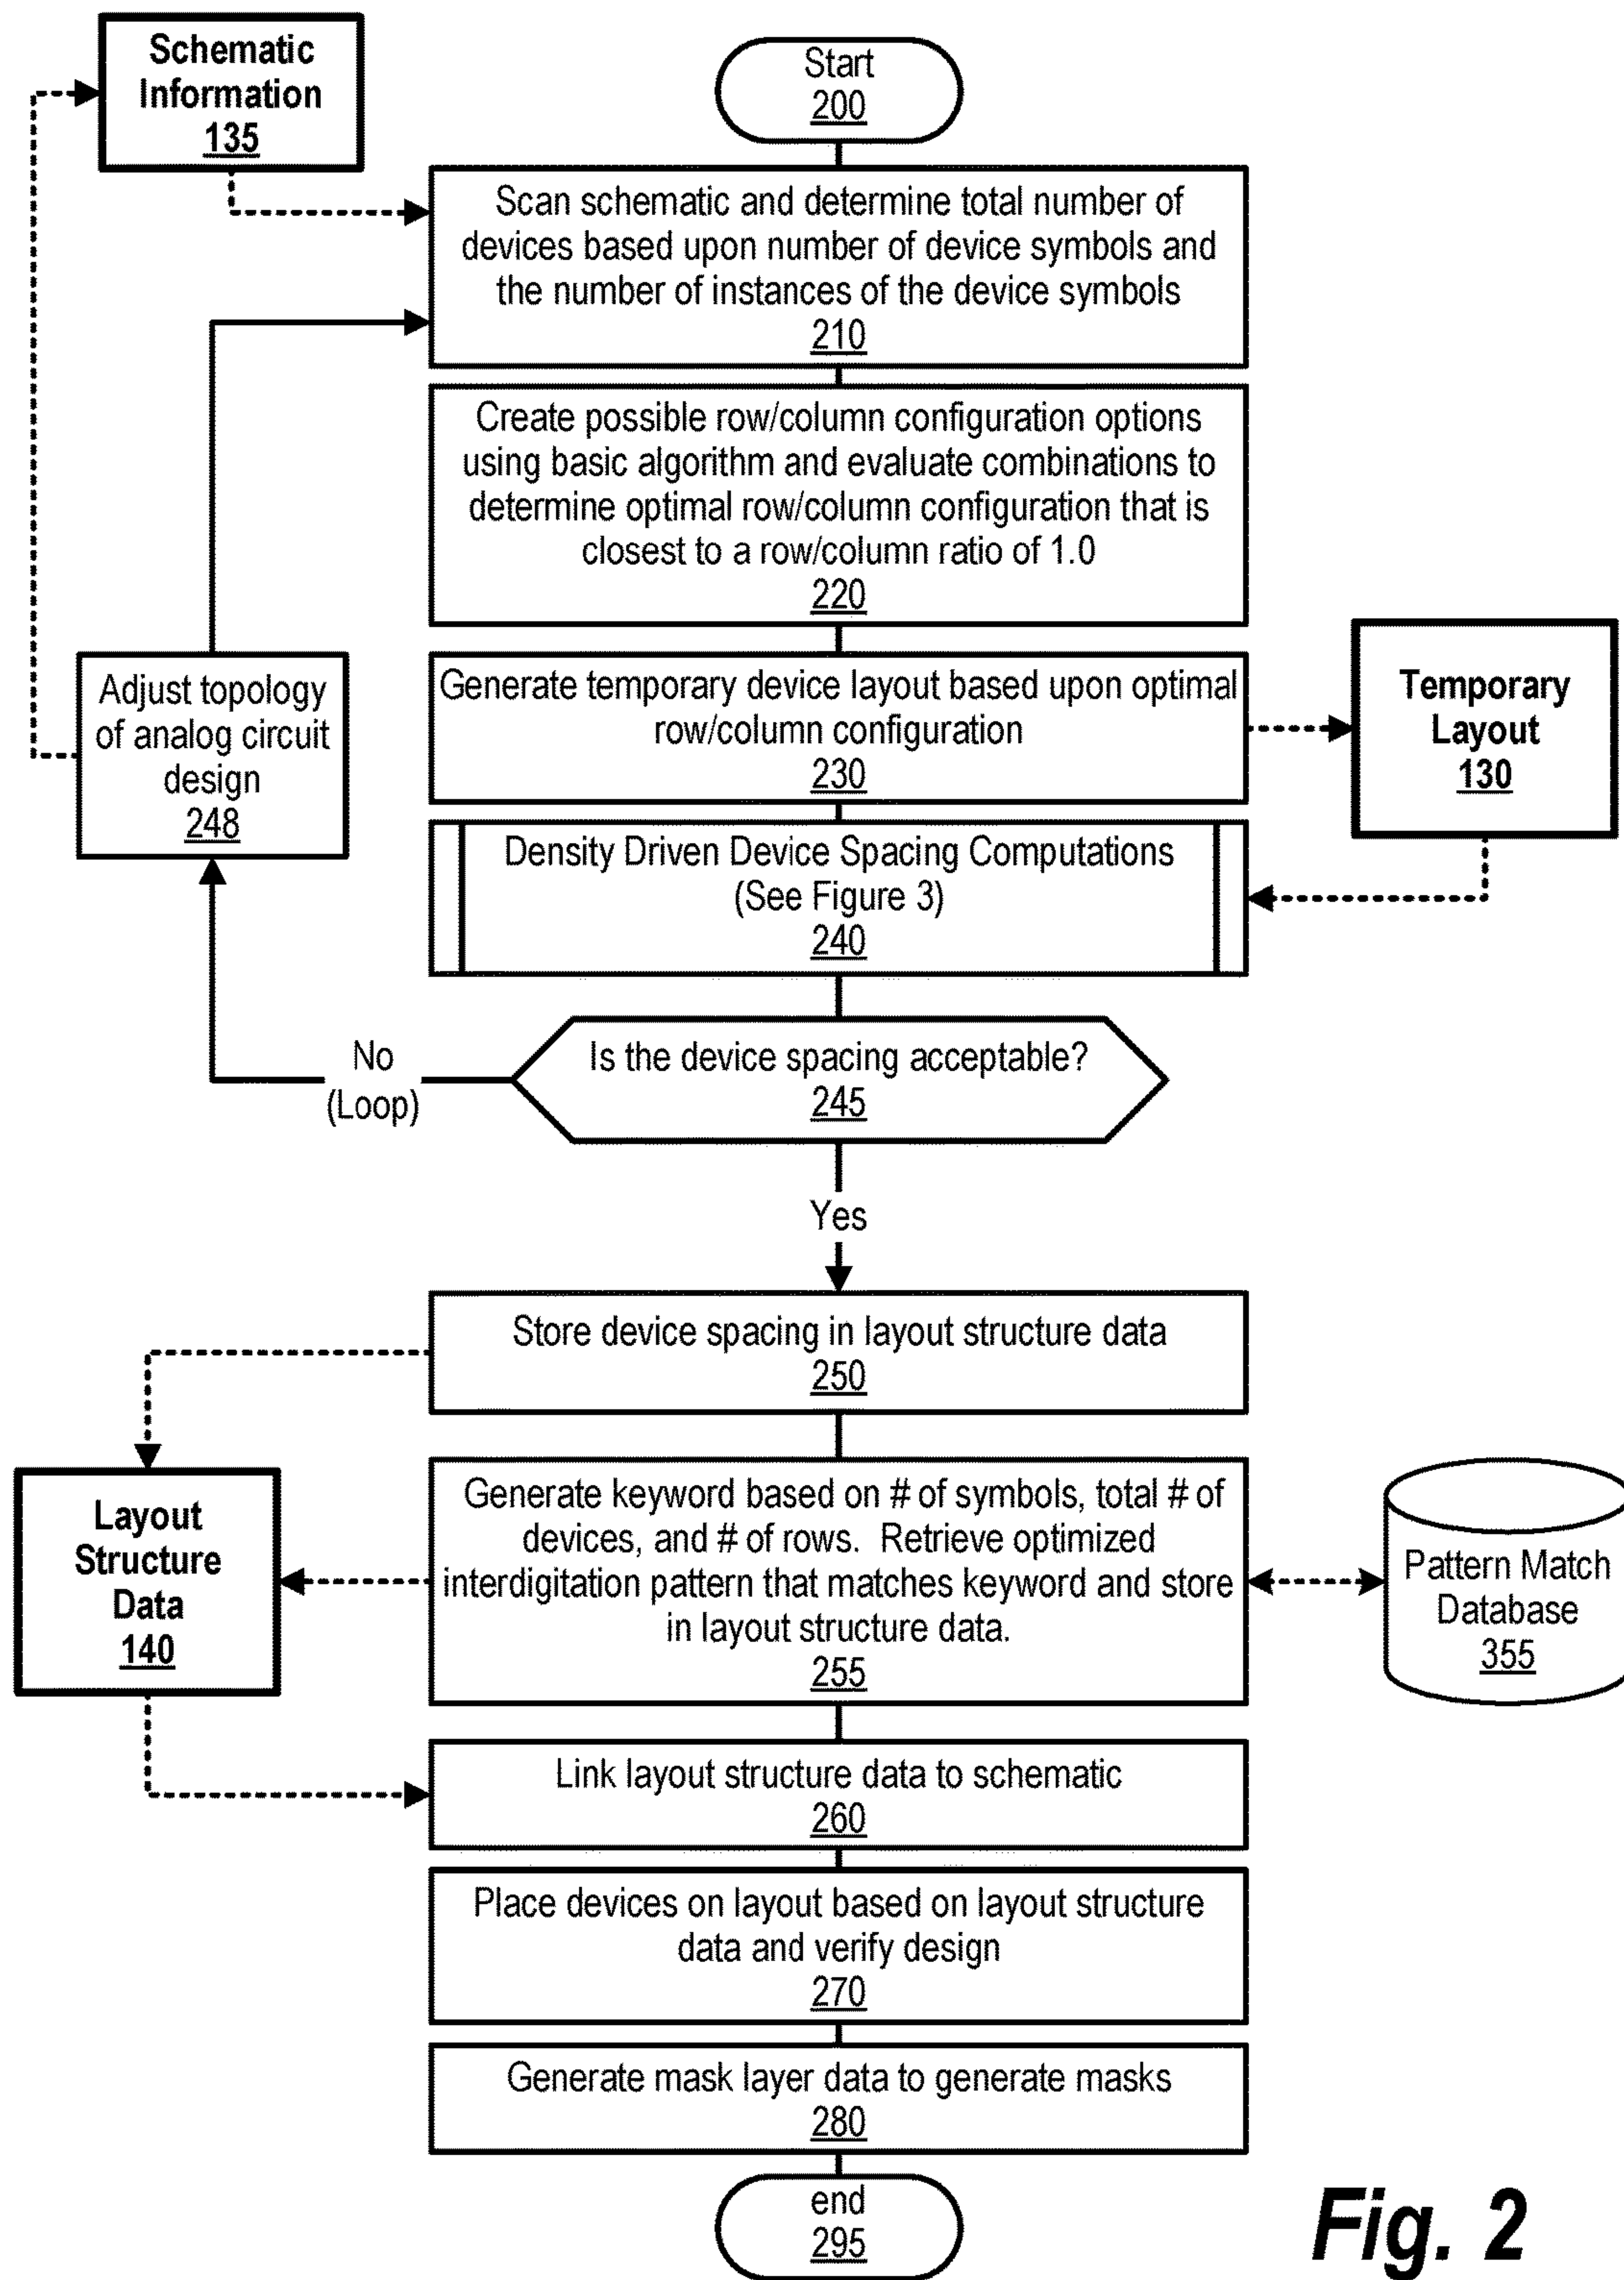 Schematic
Information
135
Start
200
Scan schematic and determine total number of
devices based upon number of device symbols and
the number of instances of the device symbols
210
Create possible row/column configuration options
using basic algorithm and evaluate combinations to
determine optimal row/column configuration that is
closest to a row/column ratio of 1.0
220
Adjust topology
of analog circuit
design
248
Generate temporary device layout based upon optimal
row/column configuration
230
Temporary
Layout
130
Density Driven Device Spacing Computations
(See Figure 3)
240
No
(Loop)
Is the device spacing acceptable?
245
Yes
Store device spacing in layout structure data
250
Layout
Structure
Data
140
Generate keyword based on # of symbols, total # of
devices, and # of rows. Retrieve optimized
interdigitation pattern that matches keyword and store
in layout structure data.
255
Pattern Match
Database
355
Link layout structure data to schematic
260
Place devices on layout based on layout structure
data and verify design
270
Generate mask layer data to generate masks
280
end
295
Fig. 2